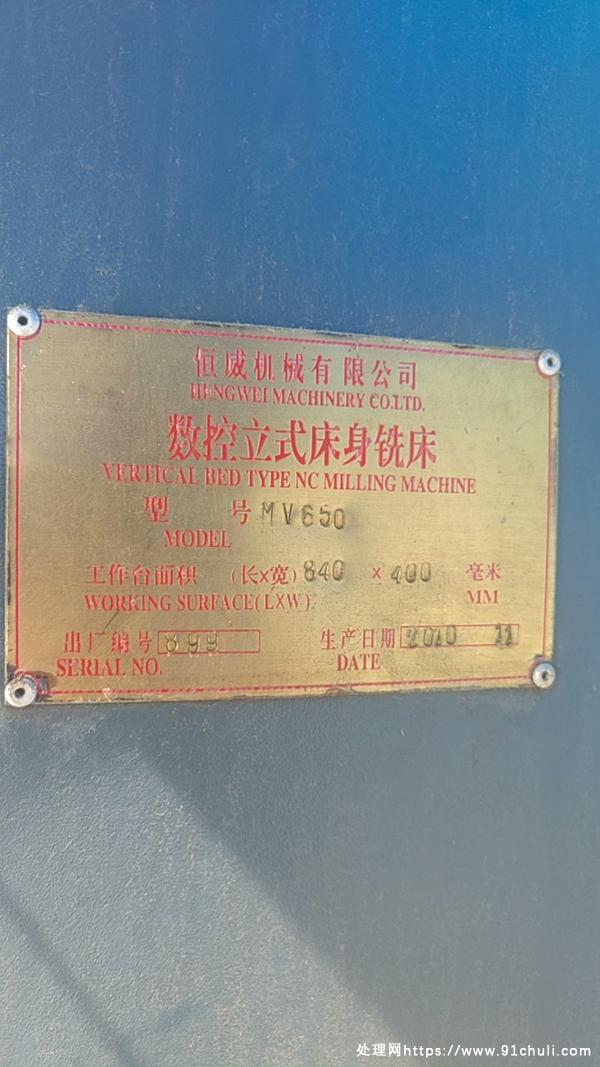 恒威机械有限公司
HENGWEI MACHINERY CO.LTD.
数控立式床身铣床
VERTICAL BED TYPE NC MILLING MACHINE
型 号 MV650
MODEL
工作台面积 (长x宽) 840 x 400 毫米
WORKING SURFACE(LXW) MM
出厂编号 899 生产日期 2010 11
SERIAL NO. DATE
处理网https://www.91chuli.com